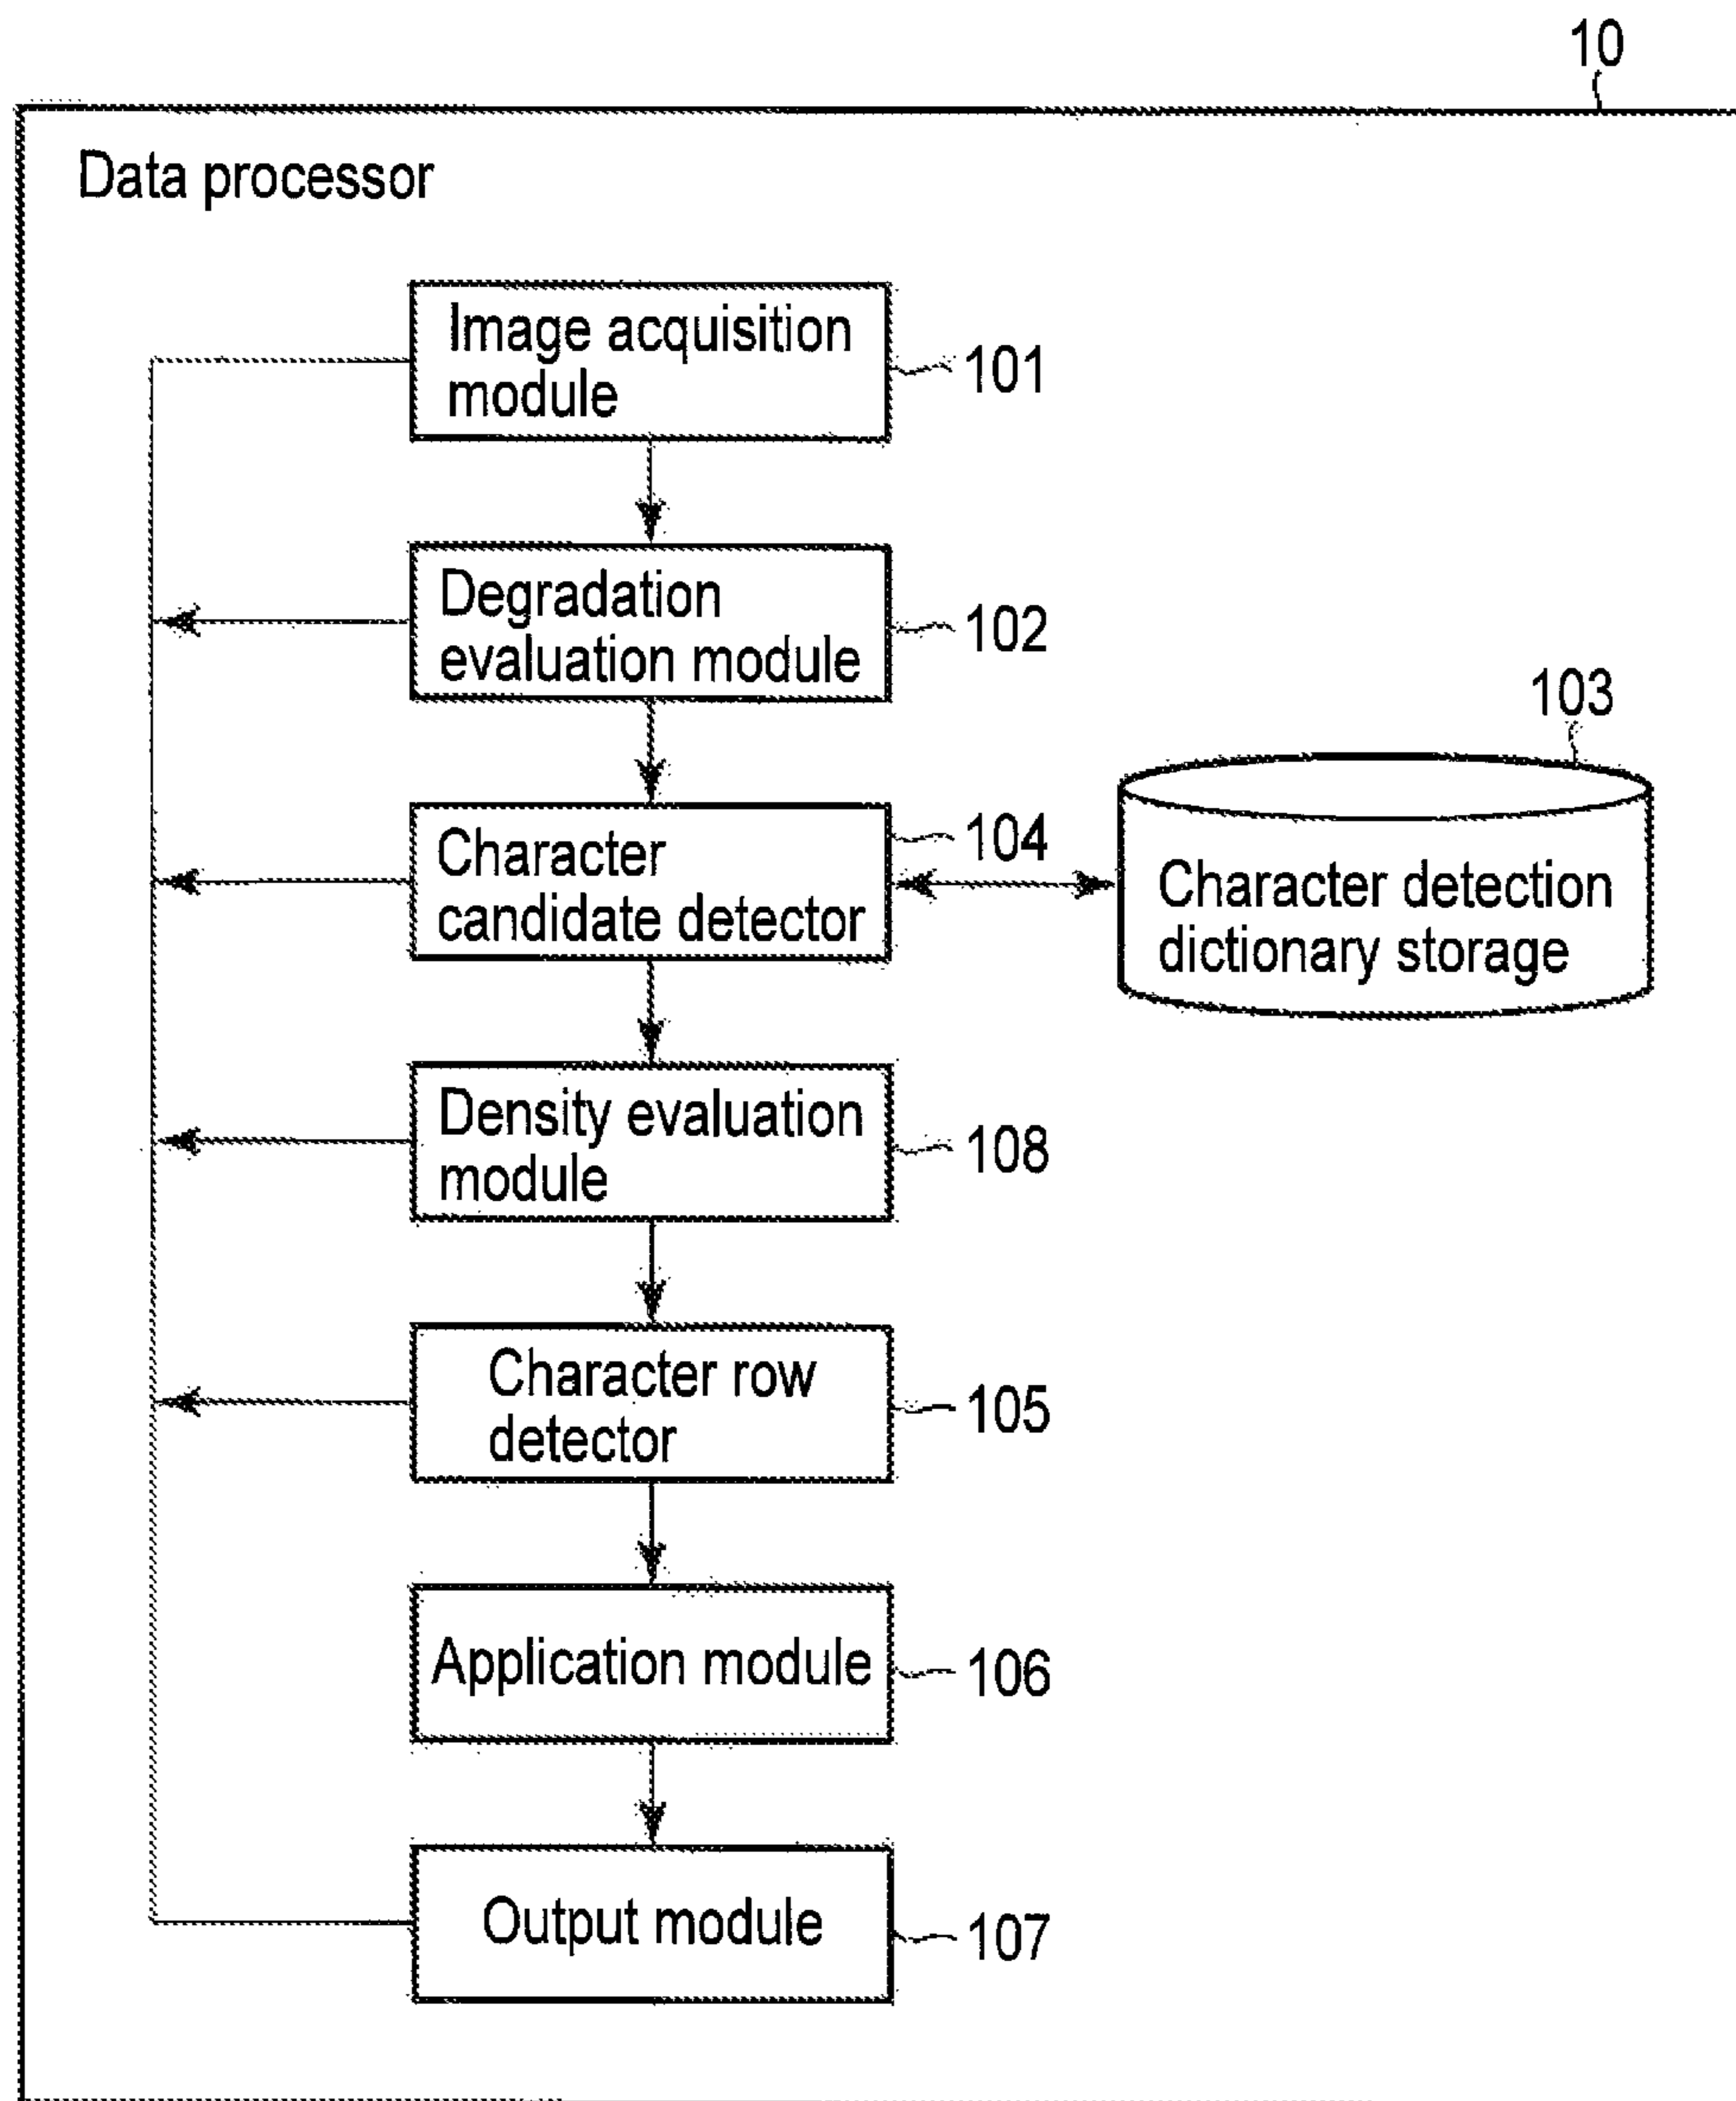 10
Data processor
Image acquisition
module
101
Degradation
evaluation module
102
103
Character
candidate detector
104
Character detection
dictionary storage
Density evaluation
module
108
Character row
detector
105
Application module
106
Output module
107